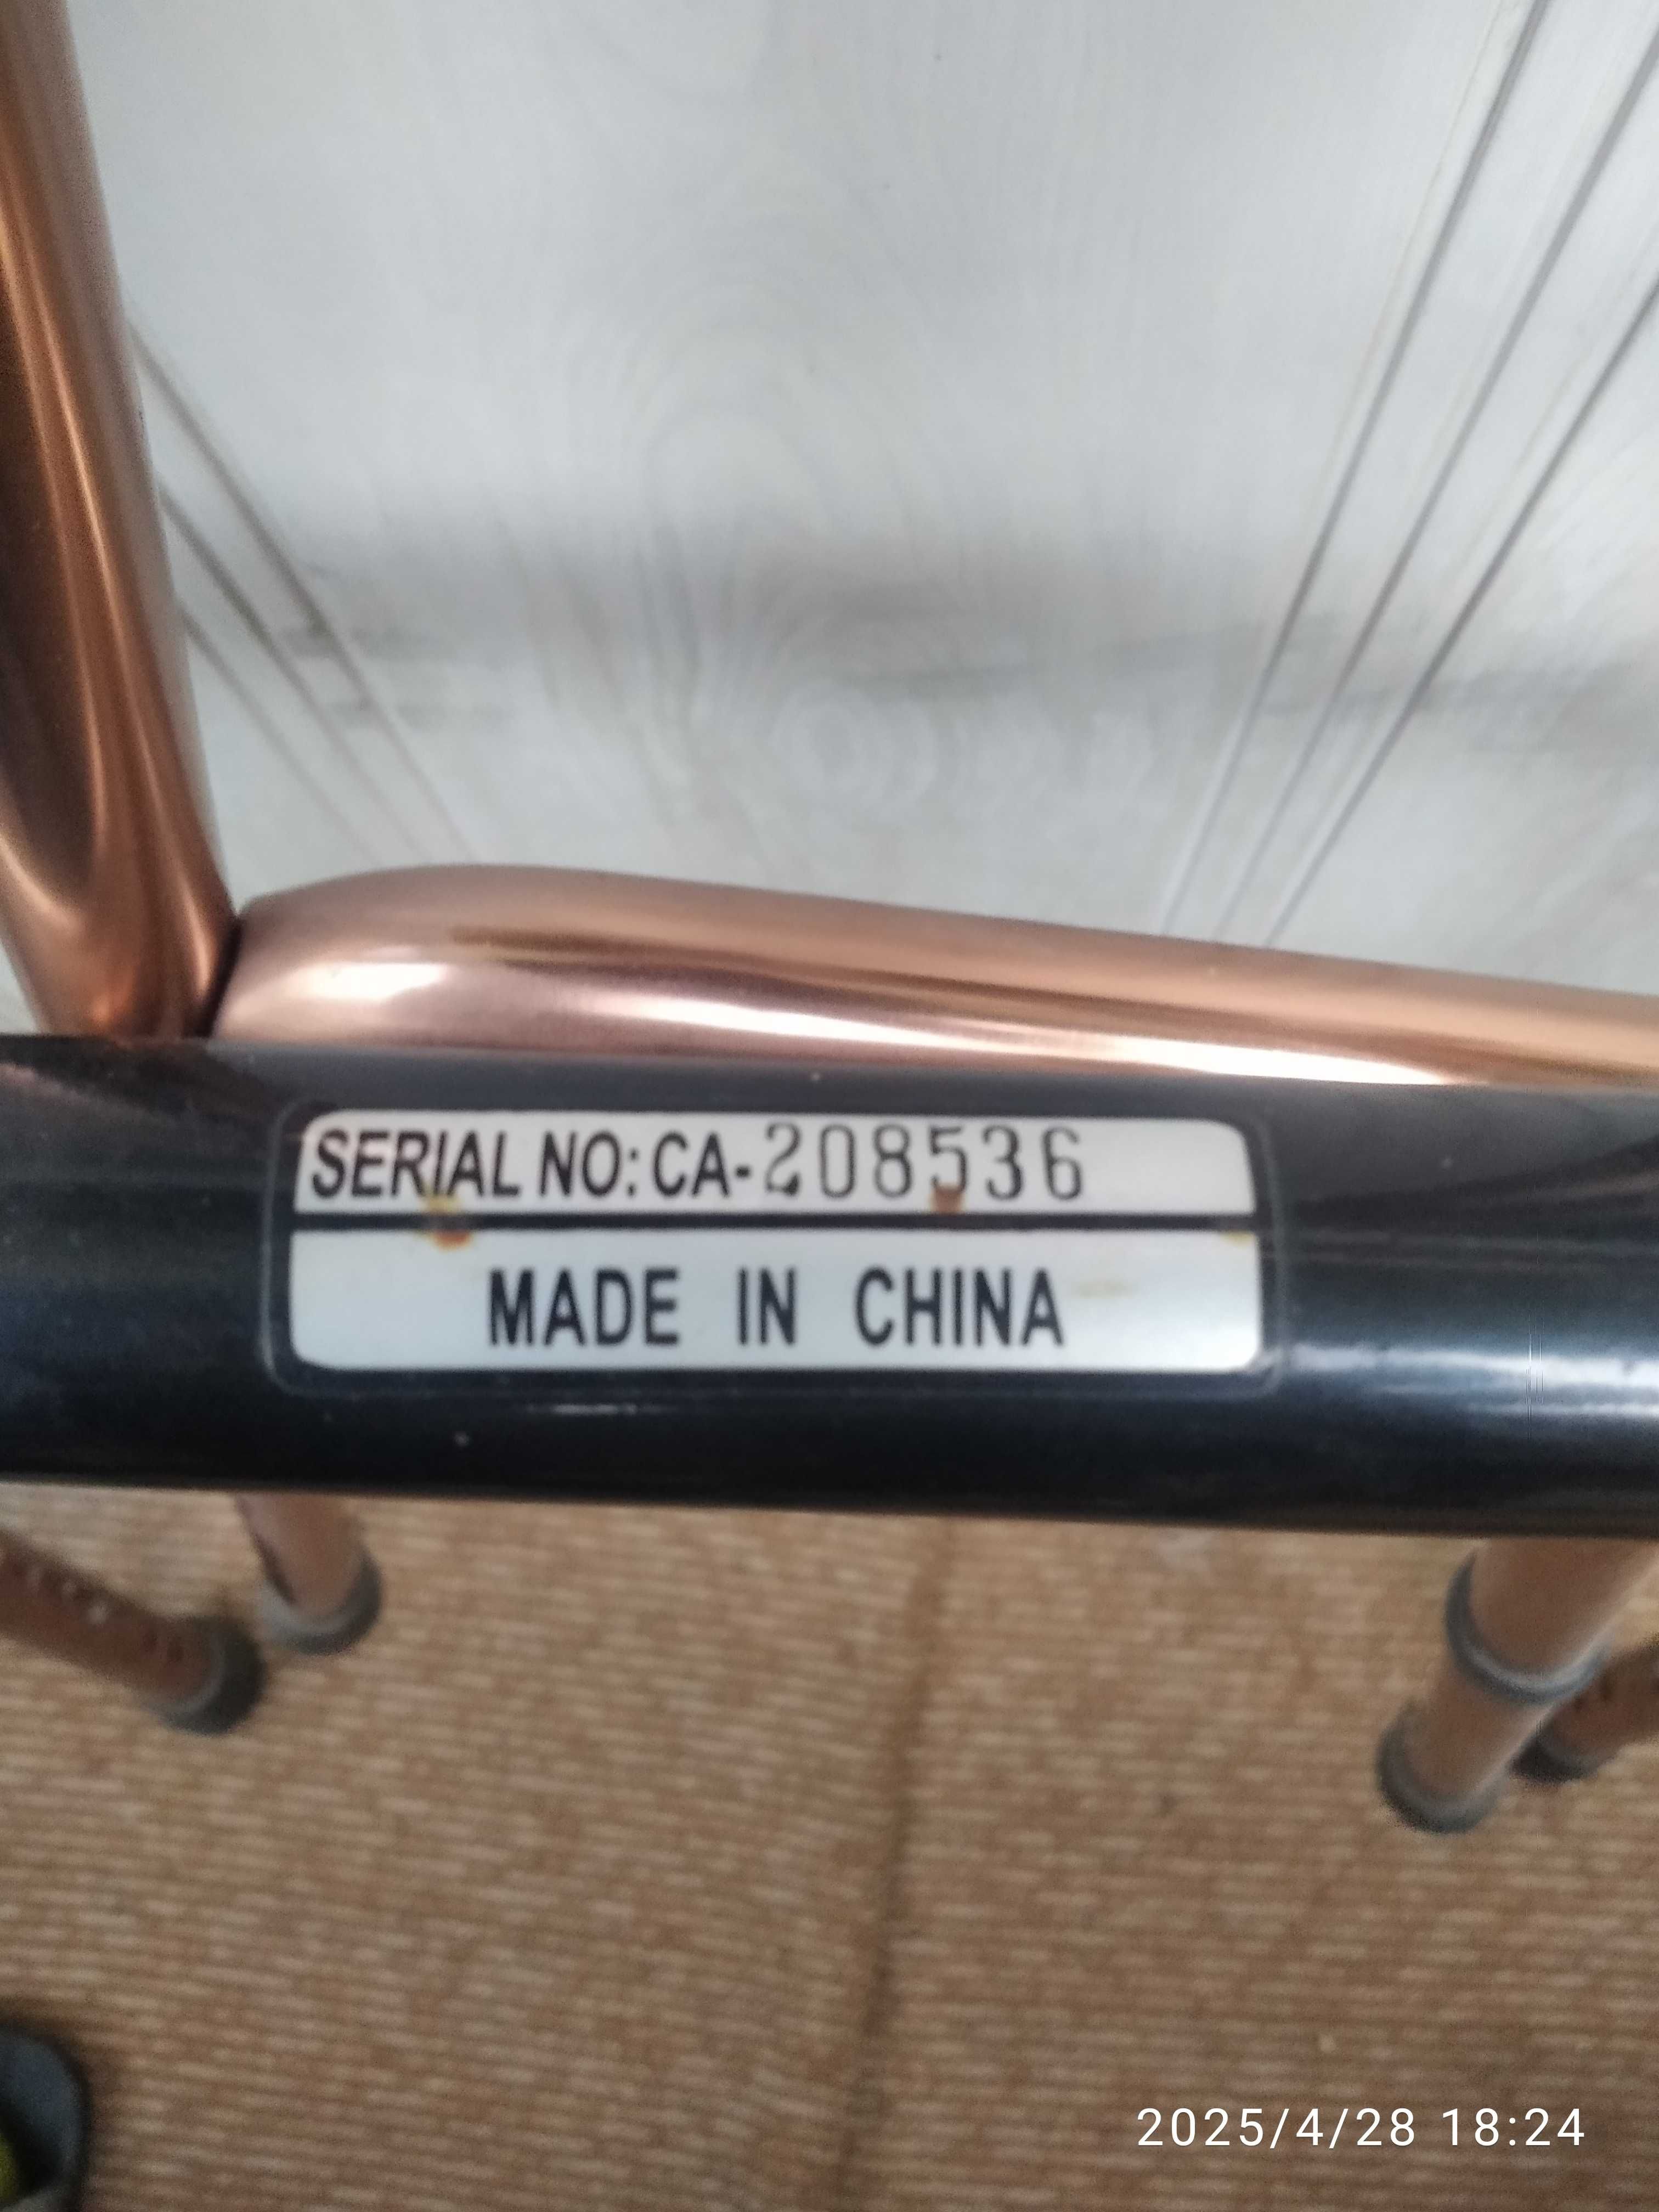 SERIAL NO: CA-208536
MADE IN CHINA
2025/4/28 18:24